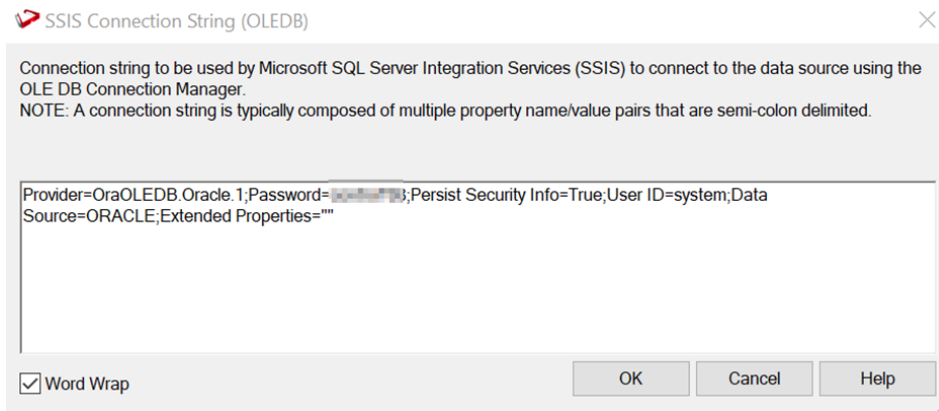 SSIS Connection String (OLEDB)
Connection string to be used by Microsoft SQL Server Integration Services (SSIS) to connect to the data source using the
OLE DB Connection Manager.
NOTE: A connection string is typically composed of multiple property name/value pairs that are semi-colon delimited.
Provider=OraOLEDB.Oracle.1;Password=;Persist Security Info=True;User ID=system;Data
Source=ORACLE;Extended Properties=""
Word Wrap
OK Cancel Help